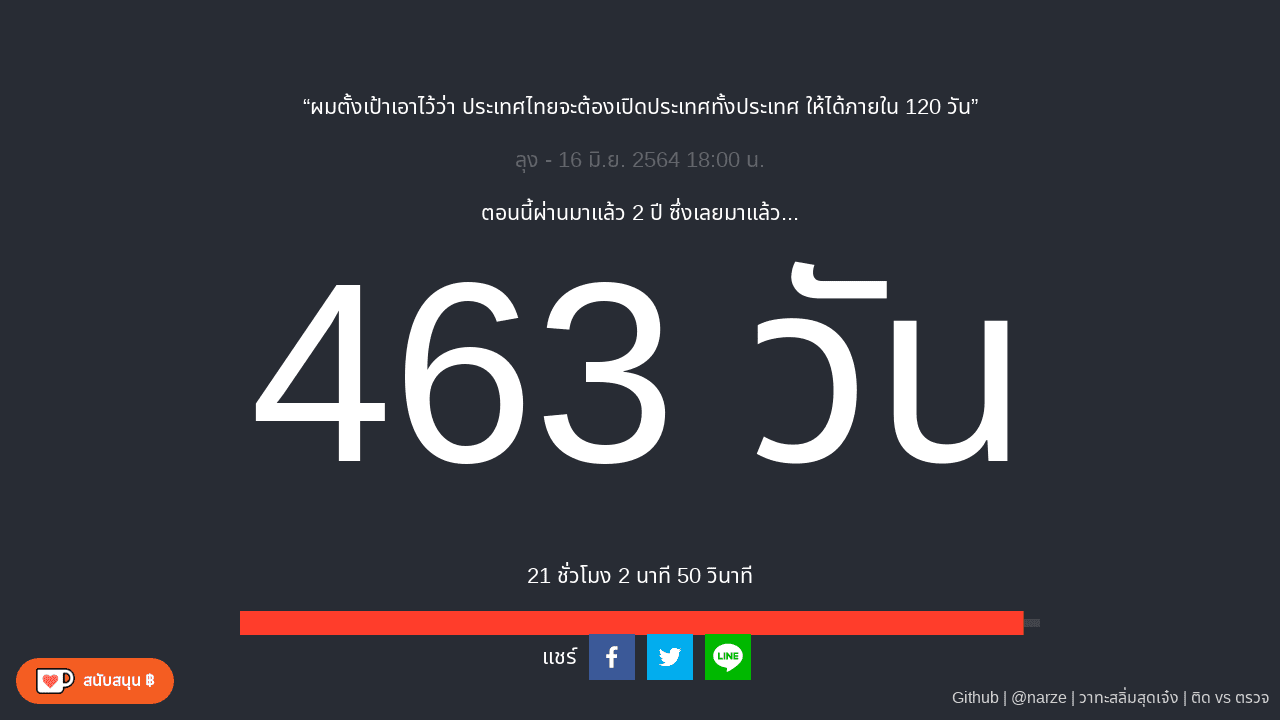 “ผมตั้งเป้าเอาไว้ว่า ประเทศไทยจะต้องเปิดประเทศทั้งประเทศ ให้ได้ภายใน 120 วัน”
ลุง - 16 มิ.ย. 2564 18:00 น.
ตอนนี้ผ่านมาแล้ว 2 ปี ซึ่งเลยมาแล้ว...
463 วัน
21 ชั่วโมง 2 นาที 50 วินาที
แชร์
LINE
สนับสนุน ฿
Github | @narze | วาทะสลิ่มสุดเจ๋ง | ติด vs ตรวจ